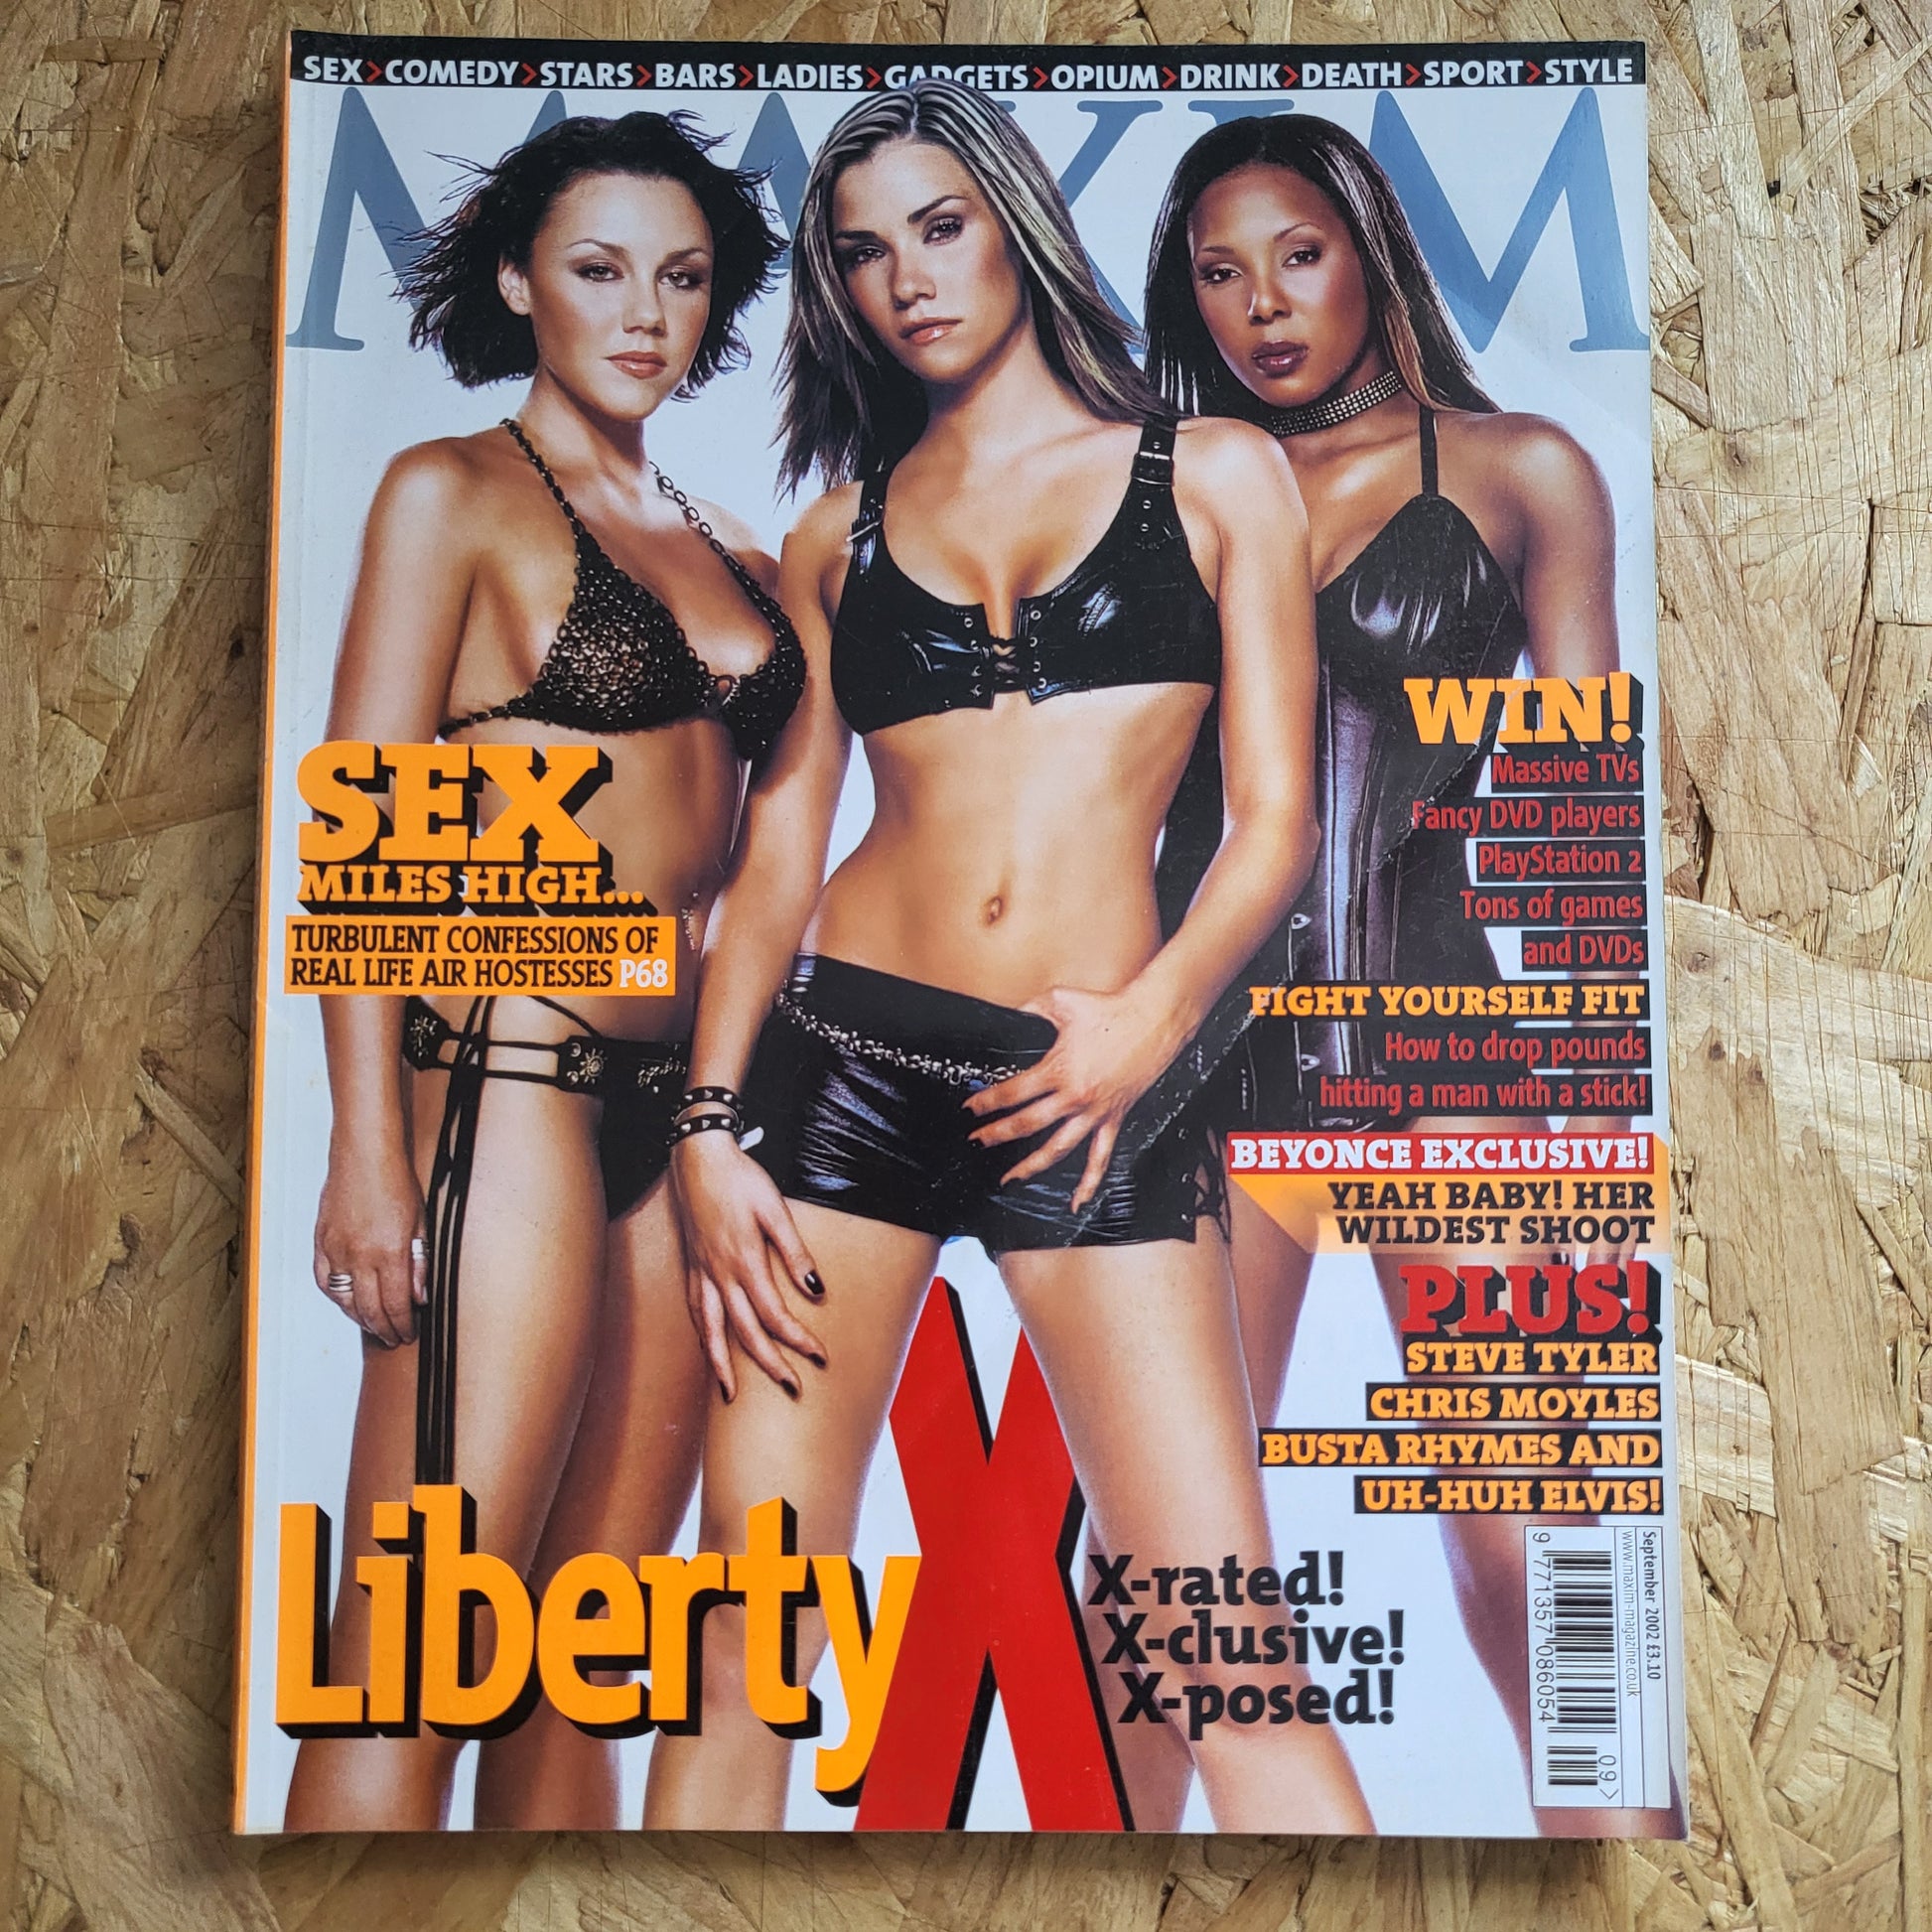 SEX>COMEDY>STARS>BARS>LADIES>GADGETS>OPIUM>DRINK>DEATH>SPORT>STYLE
MAXIM
SEX
MILES HIGH...
TURBULENT CONFESSIONS OF
REAL LIFE AIR HOSTESSES P68
WIN!
Massive TVs
Fancy DVD players
PlayStation 2
Tons of games
and DVDs
FIGHT YOURSELF FIT
How to drop pounds
hitting a man with a stick!
BEYONCE EXCLUSIVE!
YEAH BABY! HER
WILDEST SHOOT
PLUS!
STEVE TYLER
CHRIS MOYLES
BUSTA RHYMES AND
UH-HUH ELVIS!
Liberty X
X-rated!
X-clusive!
X-posed!
September 2002 £3.10
www.maxim-magazine.co.uk
9 771357 086054
09>